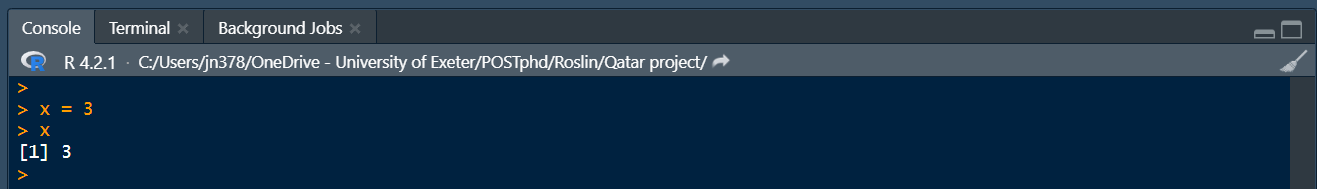 Console Terminal Background Jobs
R R 4.2.1 · C:/Users/jn378/OneDrive - University of Exeter/POSTphd/Roslin/Qatar project/
>
> x = 3
> x
[1] 3
>